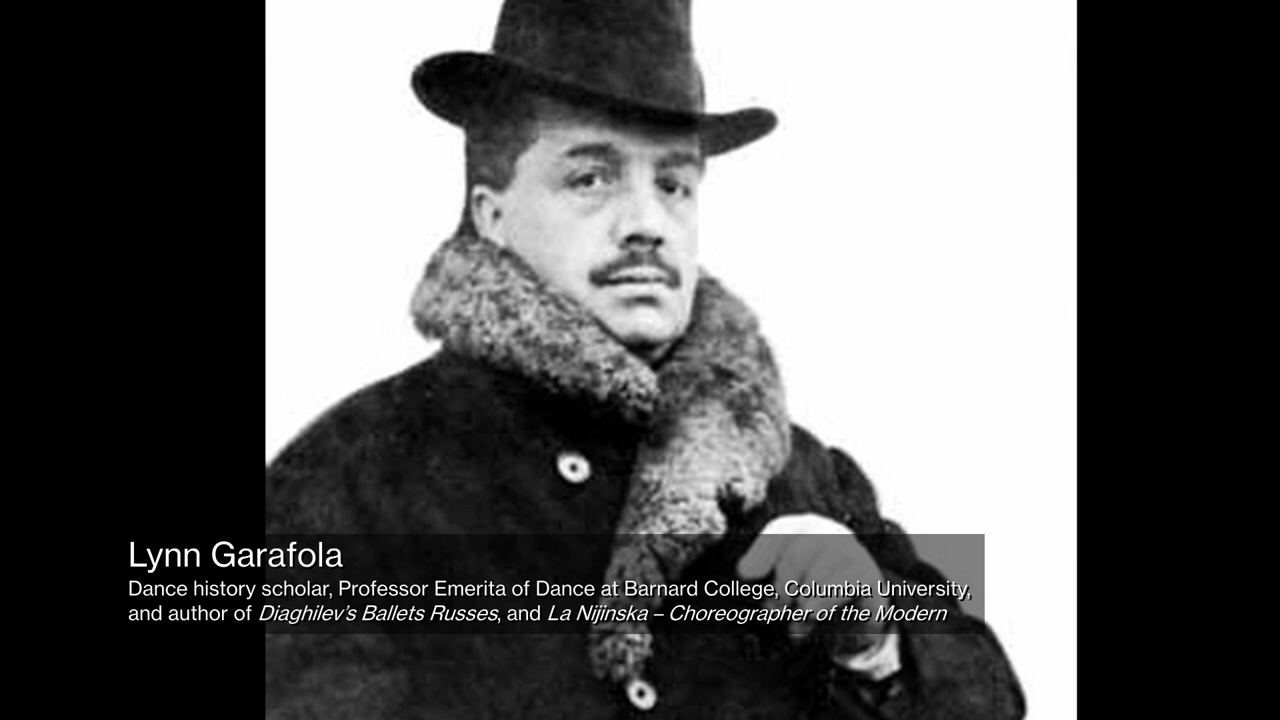 Lynn Garafola
Dance history scholar, Professor Emerita of Dance at Barnard College, Columbia University,
and author of Diaghilev's Ballets Russes, and La Nijinska – Choreographer of the Modern